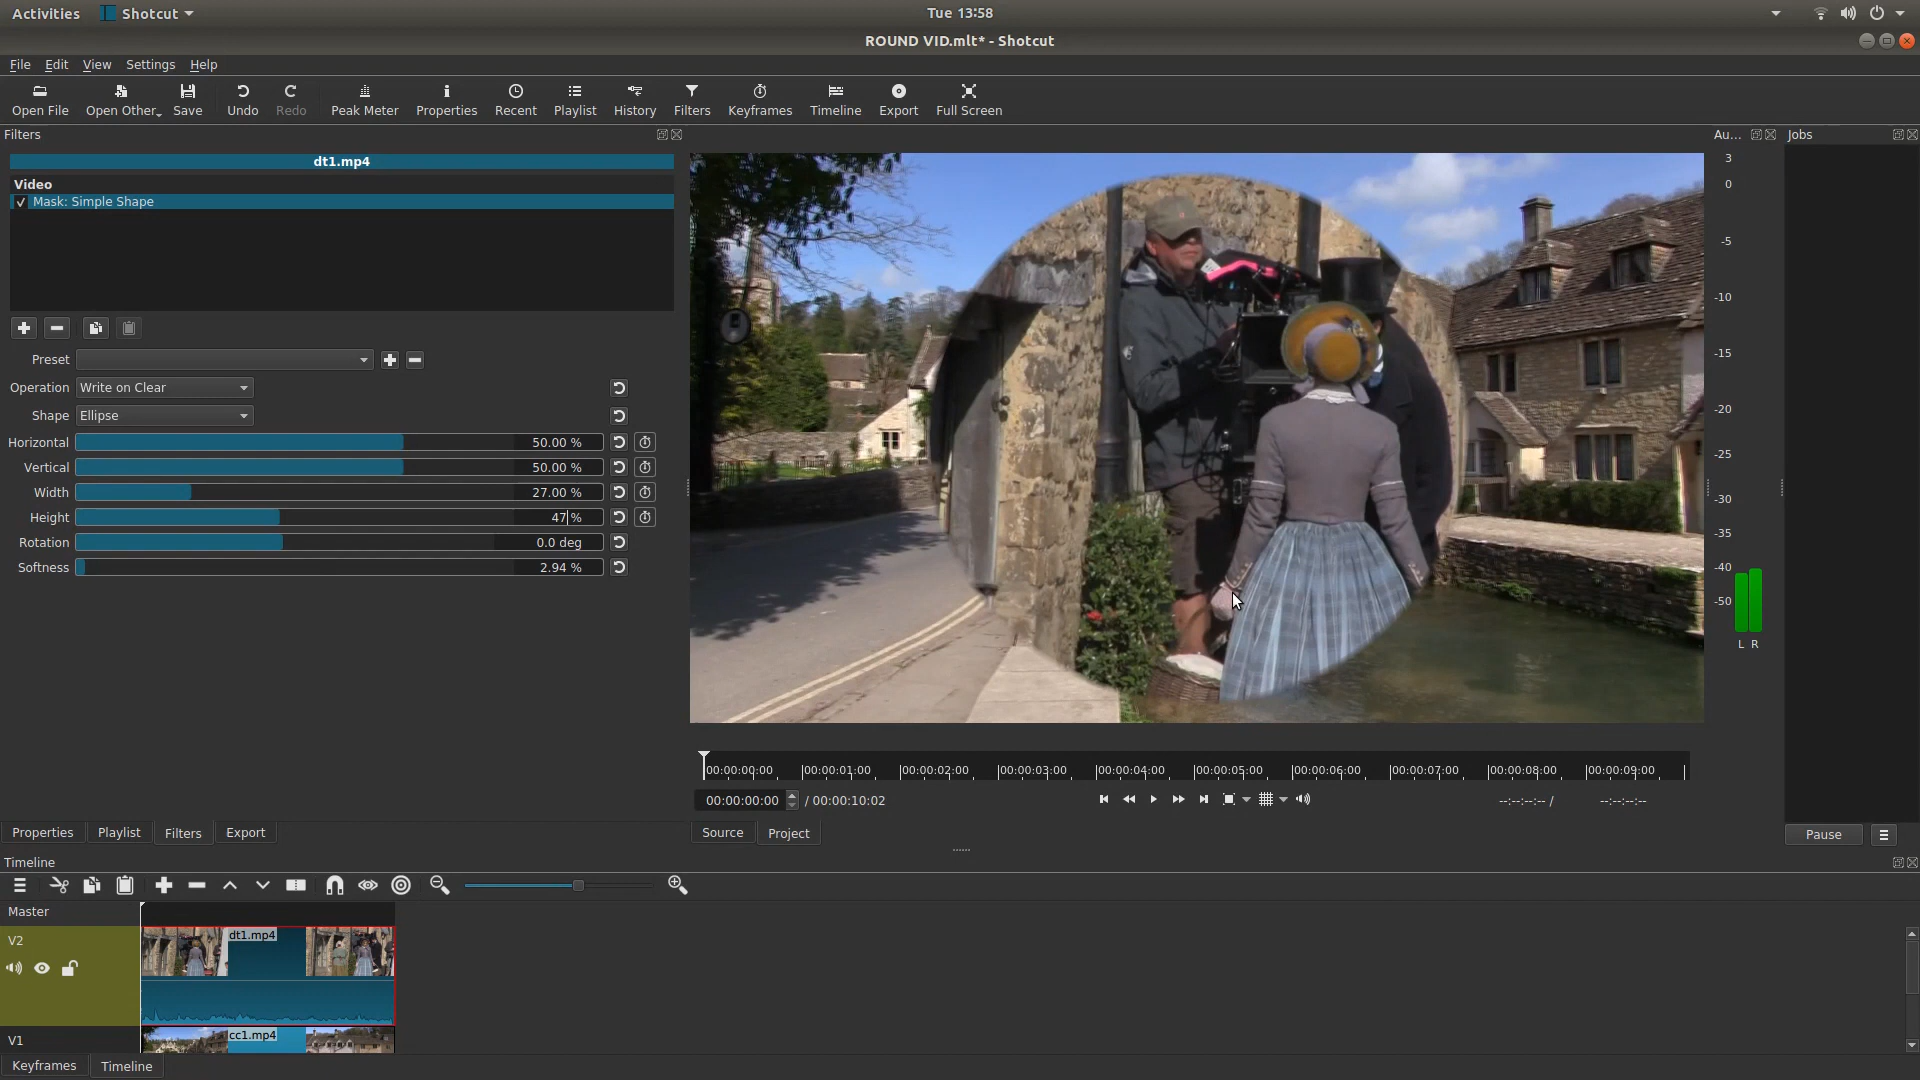 Activities Shotcut Tue 13:58
ROUND VID.mlt* - Shotcut
File Edit View Settings Help
Open File Open Other Save Undo Redo Peak Meter Properties Recent Playlist History Filters Keyframes Timeline Export Full Screen
Filters Au... Jobs
dt1.mp4
Video
Mask: Simple Shape
Preset
Operation Write on Clear
Shape Ellipse
Horizontal 50.00 %
Vertical 50.00 %
Width 27.00 %
Height 47 %
Rotation 0.0 deg
Softness 2.94 %
3
0
-5
-10
-15
-20
-25
-30
-35
-40
-50
L R
00:00:00:00 00:00:01:00 00:00:02:00 00:00:03:00 00:00:04:00 00:00:05:00 00:00:06:00 00:00:07:00 00:00:08:00 00:00:09:00
00:00:00:00 / 00:00:10:02 --:--:--:-- / --:--:--:--
Properties Playlist Filters Export Source Project Pause
Timeline
Master
V2 dt1.mp4
V1 cc1.mp4
Keyframes Timeline